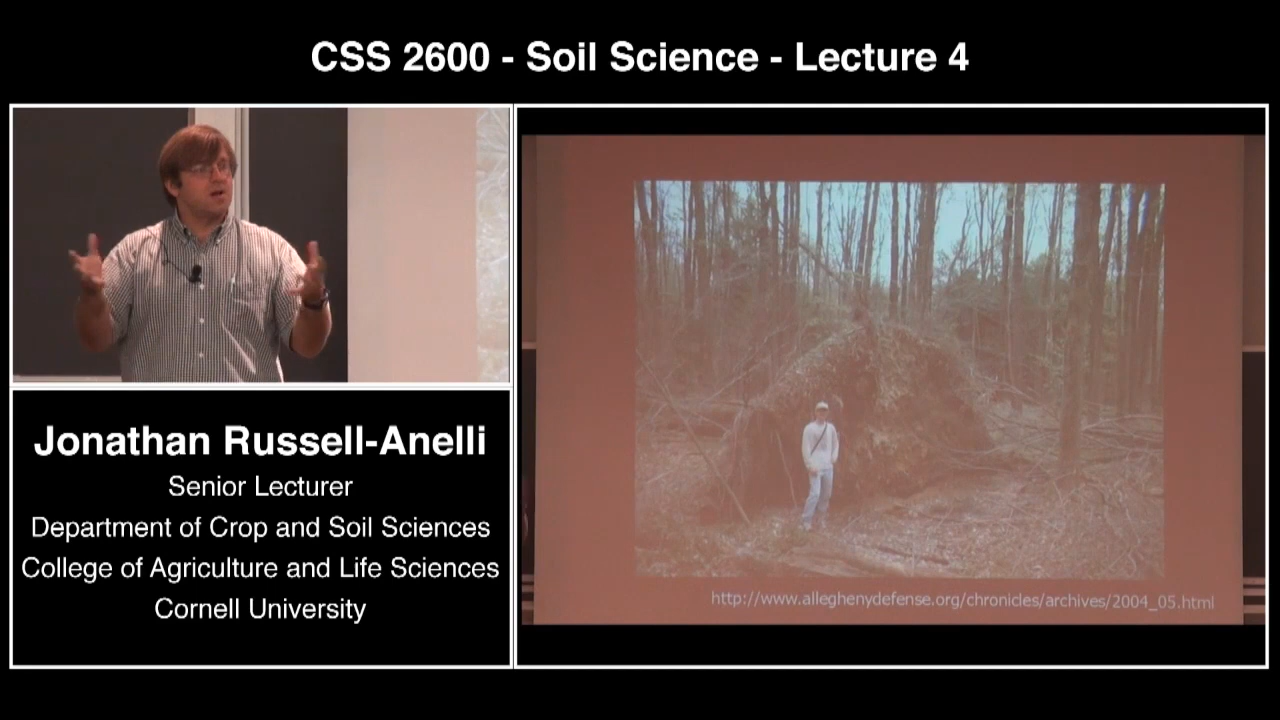 CSS 2600 - Soil Science - Lecture 4
Jonathan Russell-Anelli
Senior Lecturer
Department of Crop and Soil Sciences
College of Agriculture and Life Sciences
Cornell University
http://www.alleghenydefense.org/chronicles/archives/2004_05.html